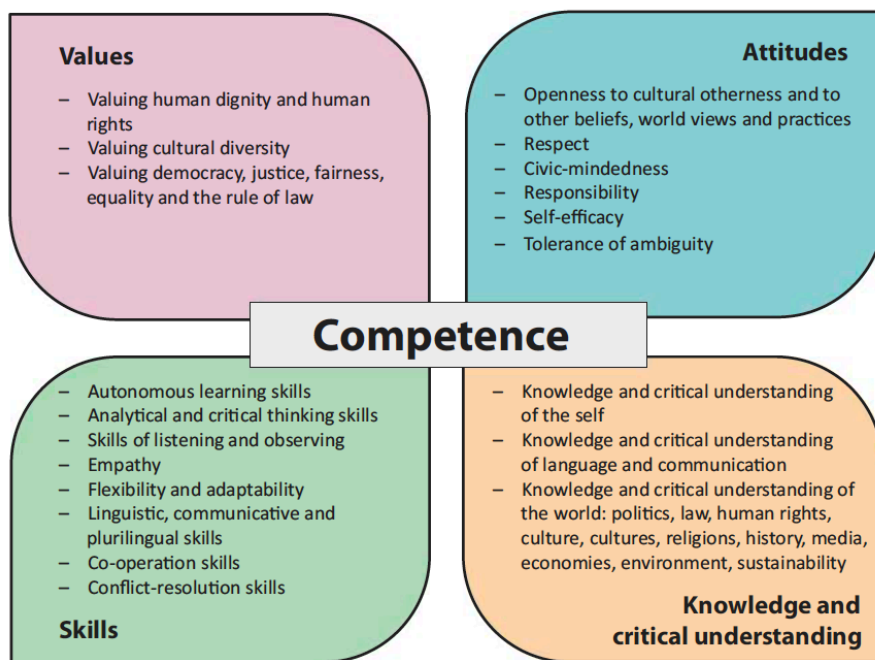 Values
– Valuing human dignity and human
rights
– Valuing cultural diversity
– Valuing democracy, justice, fairness,
equality and the rule of law
Attitudes
– Openness to cultural otherness and to
other beliefs, world views and practices
– Respect
– Civic-mindedness
– Responsibility
– Self-efficacy
– Tolerance of ambiguity
Competence
– Autonomous learning skills
– Analytical and critical thinking skills
– Skills of listening and observing
– Empathy
– Flexibility and adaptability
– Linguistic, communicative and
plurilingual skills
– Co-operation skills
– Conflict-resolution skills
Skills
– Knowledge and critical understanding
of the self
– Knowledge and critical understanding
of language and communication
– Knowledge and critical understanding of
the world: politics, law, human rights,
culture, cultures, religions, history, media,
economies, environment, sustainability
Knowledge and
critical understanding